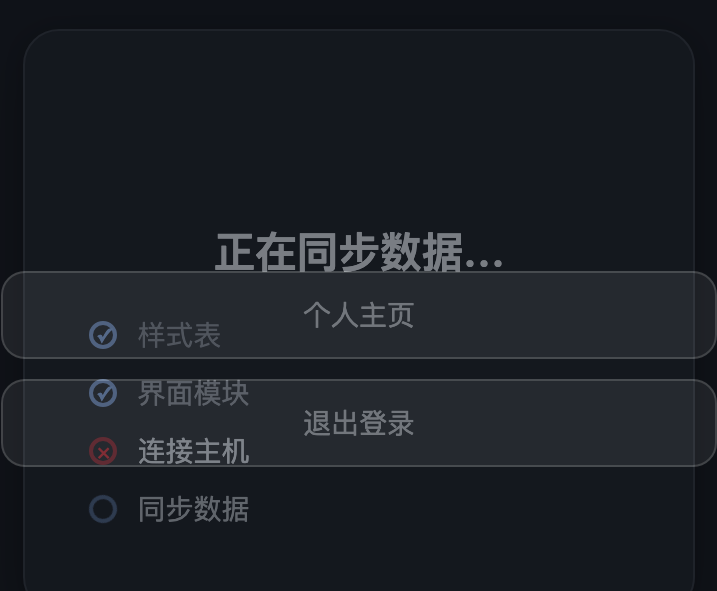 正在同步数据...
个人主页
样式表
界面模块
退出登录
连接主机
同步数据